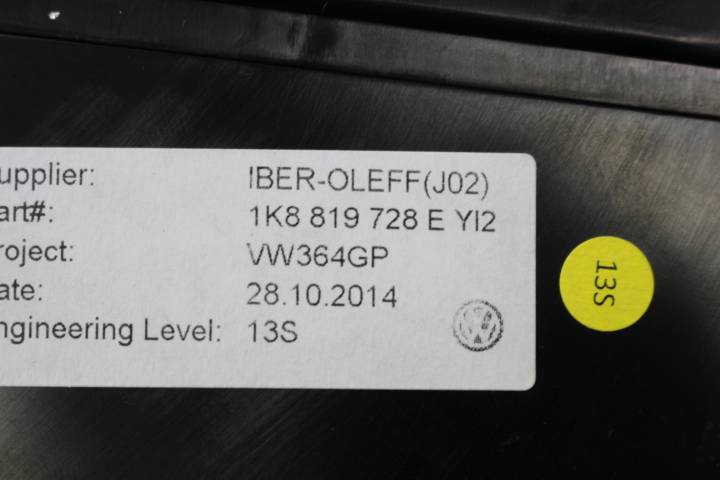 upplier: IBER-OLEFF(J02)
art#: 1K8 819 728 E YI2
roject: VW364GP
ate: 28.10.2014
ngineering Level: 13S
13S